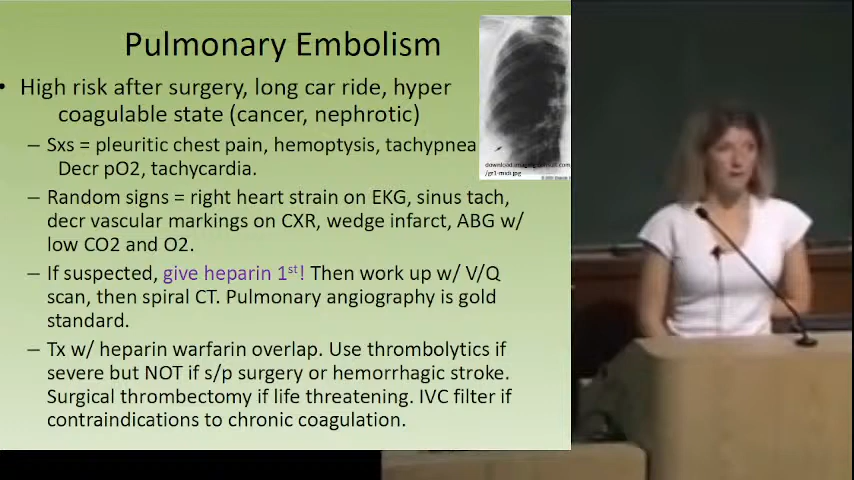 Pulmonary Embolism
• High risk after surgery, long car ride, hyper
coagulable state (cancer, nephrotic)
– Sxs = pleuritic chest pain, hemoptysis, tachypnea
Decr pO2, tachycardia.
– Random signs = right heart strain on EKG, sinus tach,
decr vascular markings on CXR, wedge infarct, ABG w/
low CO2 and O2.
– If suspected, give heparin 1st! Then work up w/ V/Q
scan, then spiral CT. Pulmonary angiography is gold
standard.
– Tx w/ heparin warfarin overlap. Use thrombolytics if
severe but NOT if s/p surgery or hemorrhagic stroke.
Surgical thrombectomy if life threatening. IVC filter if
contraindications to chronic coagulation.
/gr1-midi.jpg